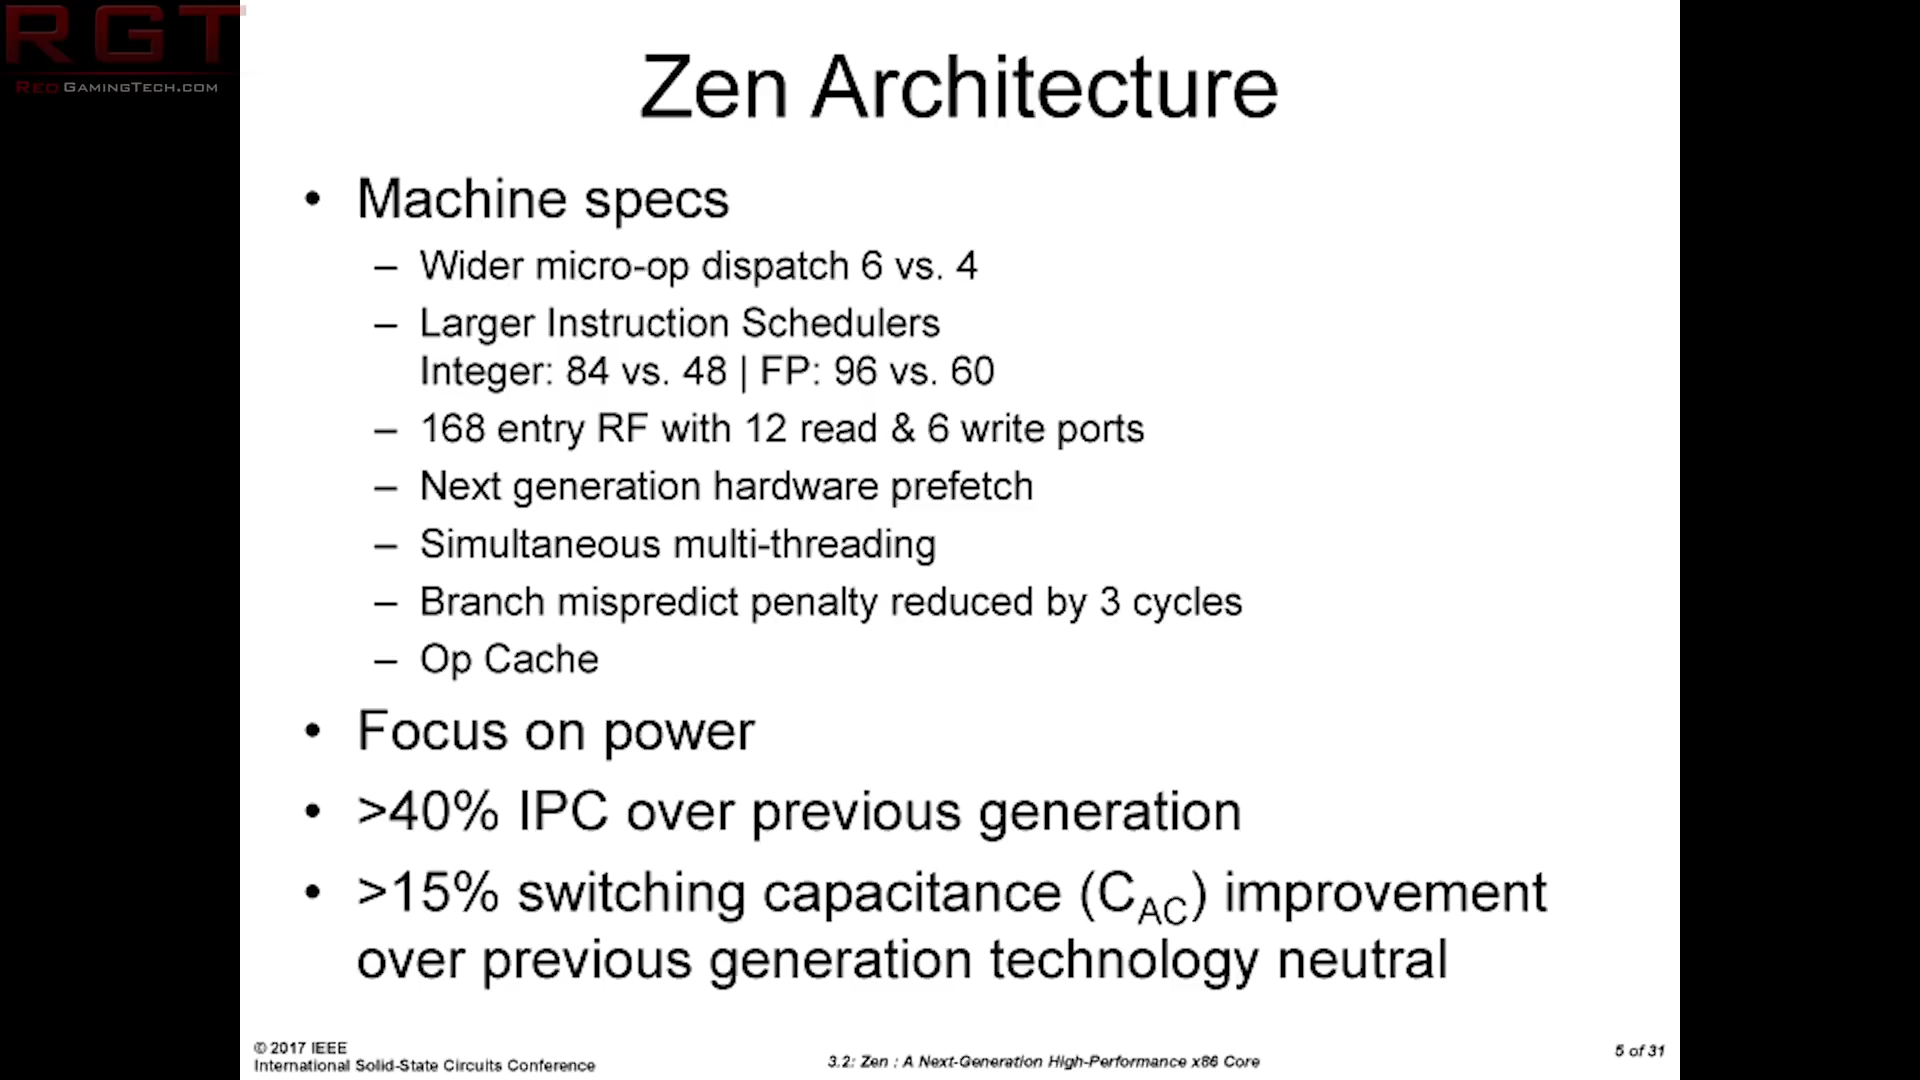 RGT
REDGAMINGTECH.COM
Zen Architecture
• Machine specs
– Wider micro-op dispatch 6 vs. 4
– Larger Instruction Schedulers
Integer: 84 vs. 48 | FP: 96 vs. 60
– 168 entry RF with 12 read & 6 write ports
– Next generation hardware prefetch
– Simultaneous multi-threading
– Branch mispredict penalty reduced by 3 cycles
– Op Cache
• Focus on power
• >40% IPC over previous generation
• >15% switching capacitance (CAC) improvement
over previous generation technology neutral
© 2017 IEEE
International Solid-State Circuits Conference
3.2: Zen : A Next-Generation High-Performance x86 Core
5 of 31